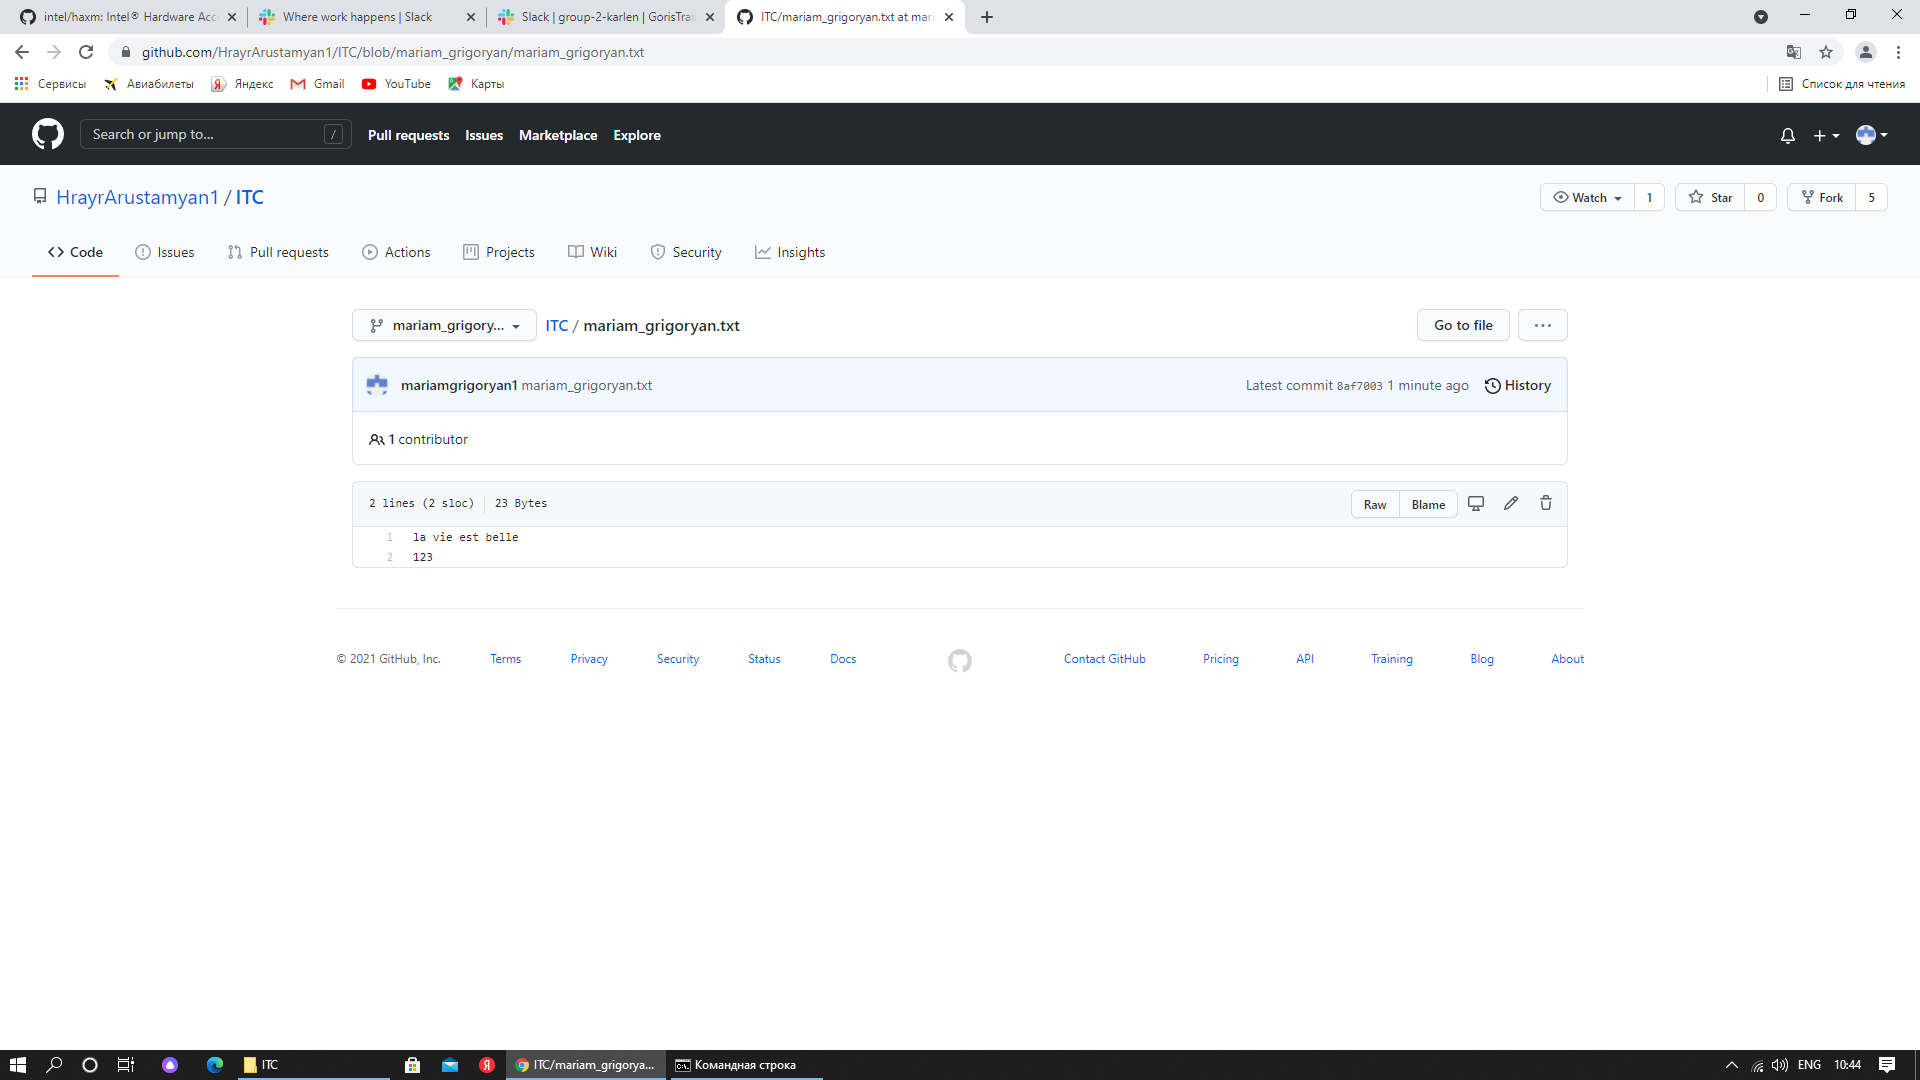 intel/haxm: Intel® Hardware Acc
Where work happens | Slack
Slack | group-2-karlen | GorisTrai
ITC/mariam_grigoryan.txt at mari
github.com/HrayrArustamyan1/ITC/blob/mariam_grigoryan/mariam_grigoryan.txt
Сервисы Авиабилеты Яндекс Gmail YouTube Карты Список для чтения
Search or jump to... / Pull requests Issues Marketplace Explore
HrayrArustamyan1 / ITC Watch 1 Star 0 Fork 5
Code Issues Pull requests Actions Projects Wiki Security Insights
mariam_grigory... ITC / mariam_grigoryan.txt Go to file ...
mariamgrigoryan1 mariam_grigoryan.txt Latest commit 8af7003 1 minute ago History
1 contributor
2 lines (2 sloc) 23 Bytes Raw Blame
1 la vie est belle
2 123
© 2021 GitHub, Inc. Terms Privacy Security Status Docs Contact GitHub Pricing API Training Blog About
ITC ITC/mariam_grigorya... Командная строка ENG 10:44